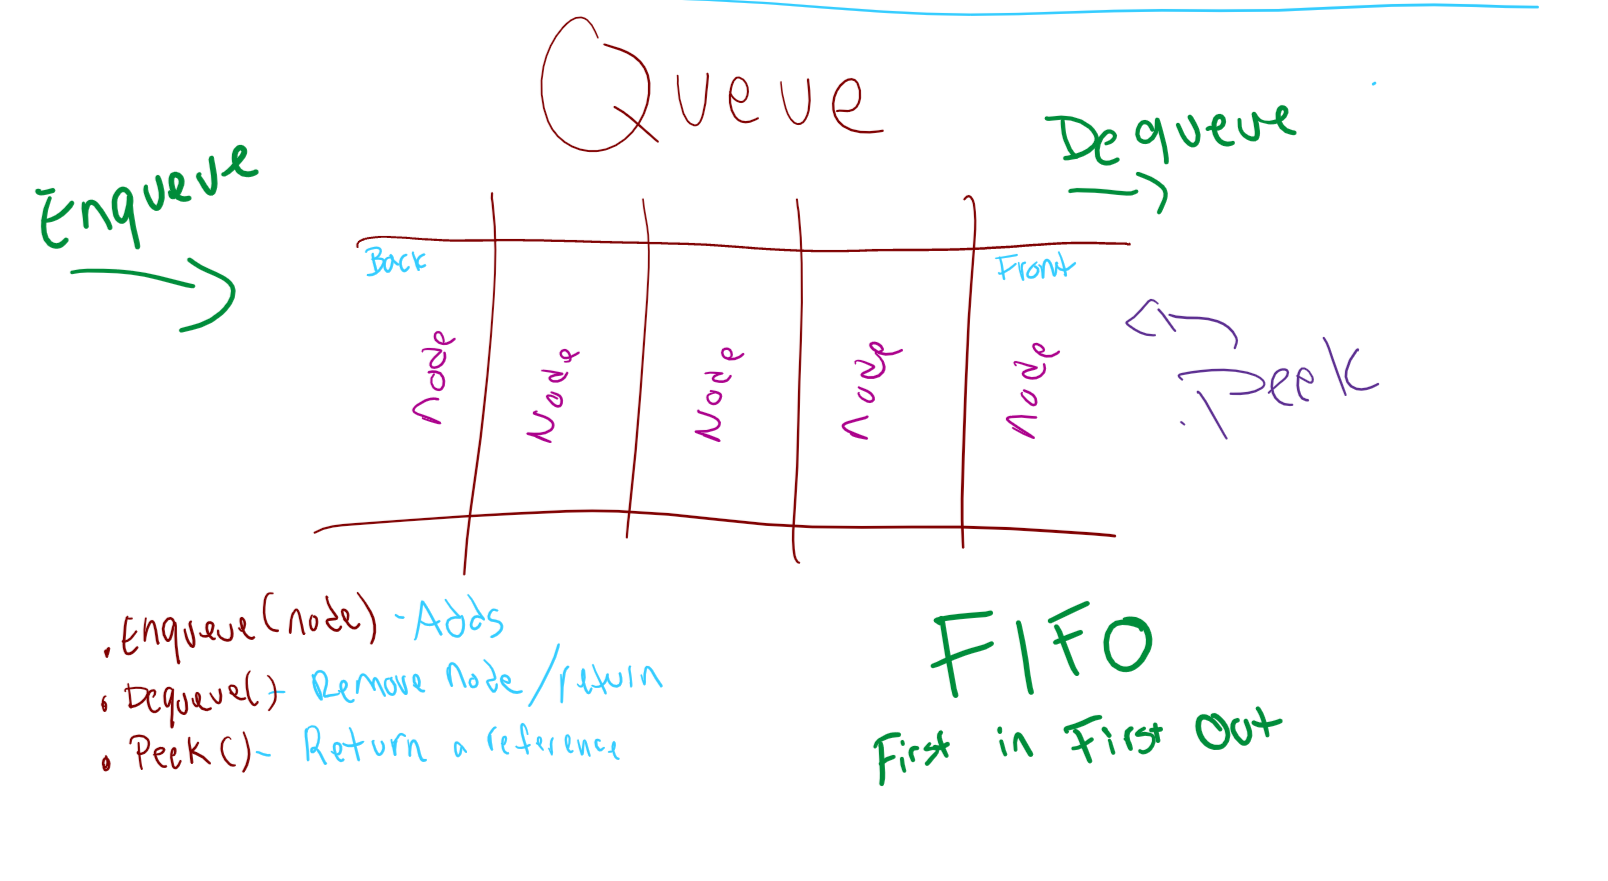 Queue
Enqueue
Dequeue
Back
Front
Node
Node
Node
Node
Node
.Peek
. Enqueue(node) - Adds
• Dequeue() - Remove Node/return
• Peek() - Return a reference
FIFO
First in First Out